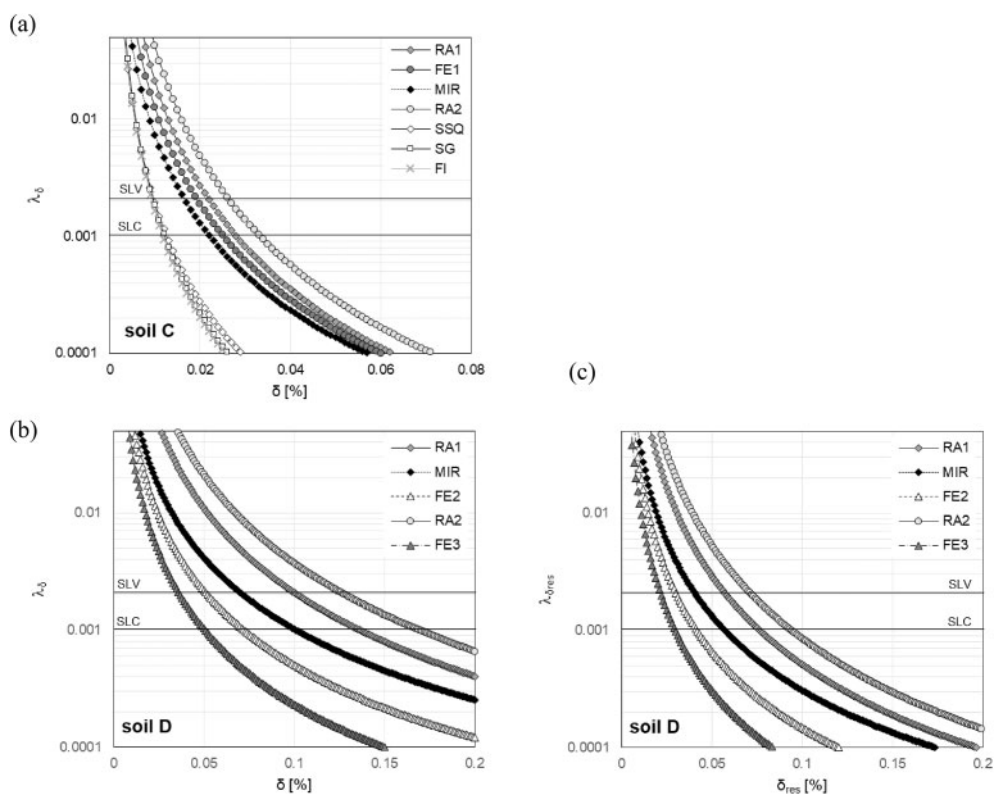 (a)
RA1
FE1
MIR
RA2
SSQ
SG
FI
0.01
0.001
0.0001
λδ
SLV
SLC
soil C
0 0.02 0.04 0.06 0.08
δ [%]
(b)
RA1
MIR
FE2
RA2
FE3
0.01
0.001
0.0001
λδ
SLV
SLC
soil D
0 0.05 0.1 0.15 0.2
δ [%]
(c)
RA1
MIR
FE2
RA2
FE3
0.01
0.001
0.0001
λδres
SLV
SLC
soil D
0 0.05 0.1 0.15 0.2
δres [%]